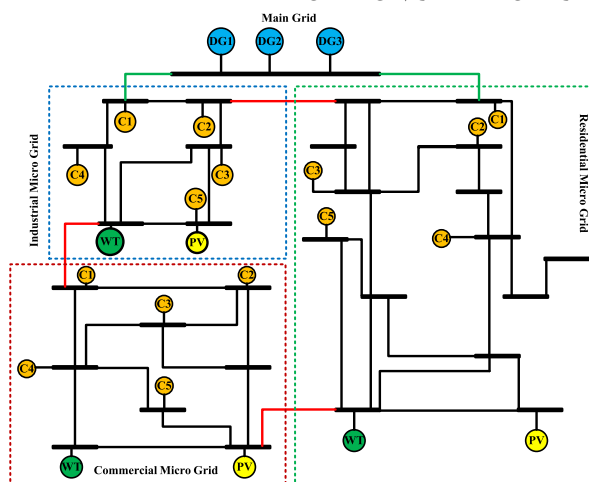 Main Grid
DG1 DG2 DG3
Industrial Micro Grid
C1
C2
C4
C3
C5
WT
PV
Residential Micro Grid
C1
C2
C3
C5
C4
WT
PV
C1
C2
C3
C4
C5
WT
PV
Commercial Micro Grid